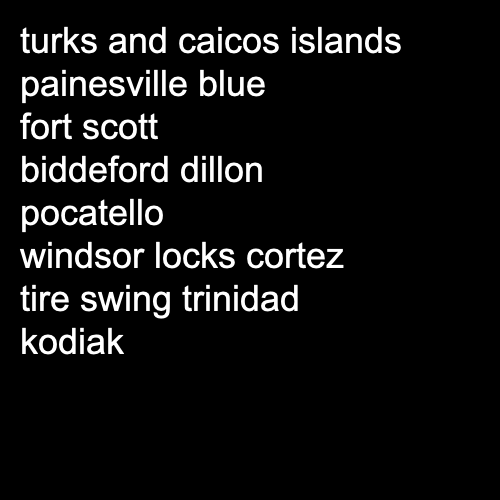 turks and caicos islands
painesville blue
fort scott
biddeford dillon
pocatello
windsor locks cortez
tire swing trinidad
kodiak